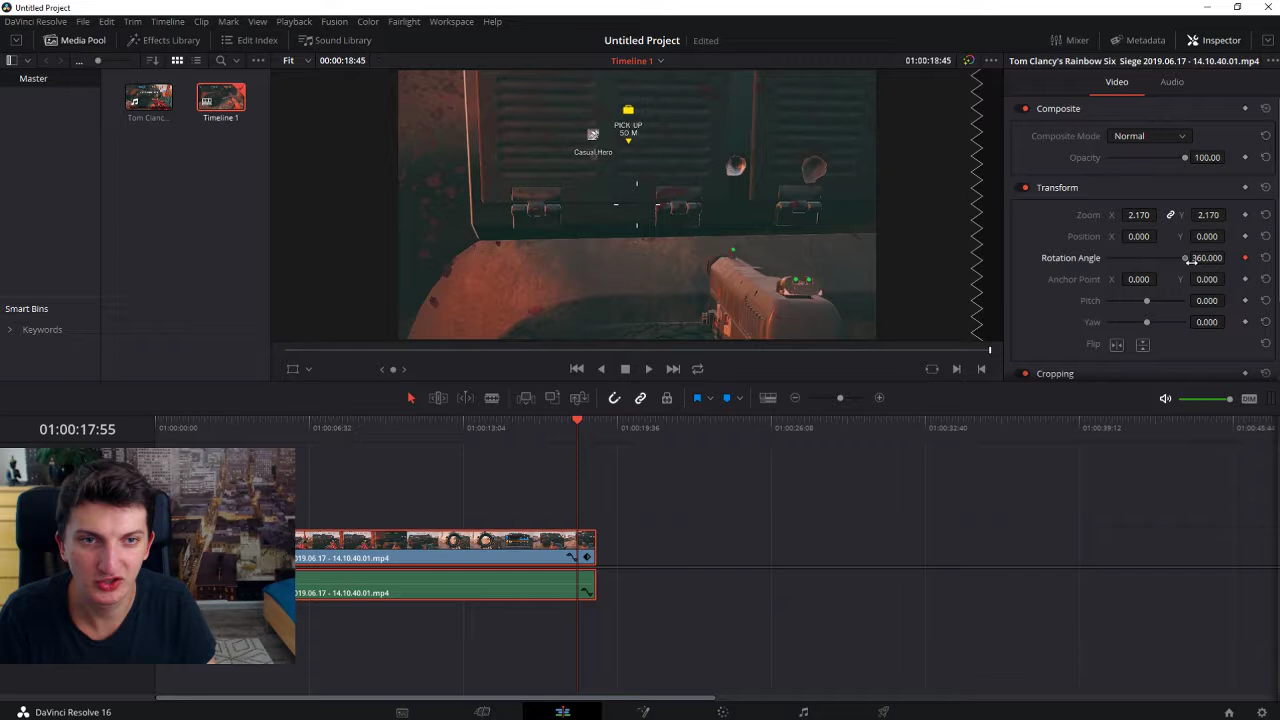 Untitled Project
DaVinci Resolve File Edit Trim Timeline Clip Mark View Playback Fusion Color Fairlight Workspace Help
Media Pool Effects Library Edit Index Sound Library Untitled Project Edited Mixer Metadata Inspector
... Fit 00:00:18:45 Timeline 1 01:00:18:45 Tom Clancy's Rainbow Six Siege 2019.06.17 - 14.10.40.01.mp4
Master
Video Audio
Composite
Tom Clanc...
Timeline 1
PICK UP
50 M
Casual.Hero
Composite Mode Normal
Opacity 100.00
Transform
Zoom X 2.170 Y 2.170
Position X 0.000 Y 0.000
Rotation Angle 360.000
Anchor Point X 0.000 Y 0.000
Pitch 0.000
Yaw 0.000
Flip
Cropping
Smart Bins
Keywords
DIM
01:00:17:55
01:00:00:00 01:00:06:32 01:00:13:04 01:00:19:36 01:00:26:08 01:00:32:40 01:00:39:12 01:00:45:44
2019.06.17 - 14.10.40.01.mp4
2019.06.17 - 14.10.40.01.mp4
DaVinci Resolve 16